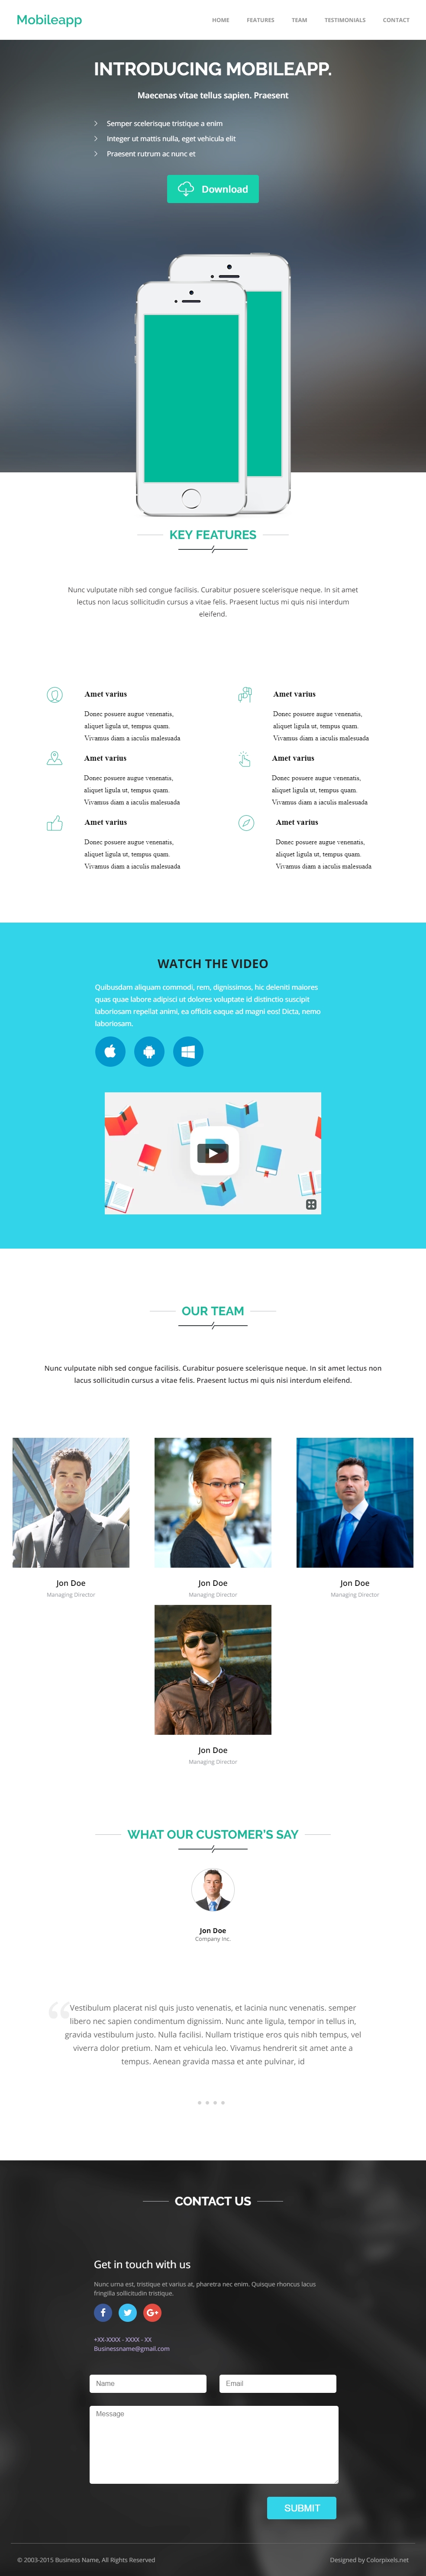 Mobileapp
HOME FEATURES TEAM TESTIMONIALS CONTACT
INTRODUCING MOBILEAPP.
Maecenas vitae tellus sapien. Praesent
Semper scelerisque tristique a enim
Integer ut mattis nulla, eget vehicula elit
Praesent rutrum ac nunc et
Download
KEY FEATURES
Nunc vulputate nibh sed congue facilisis. Curabitur posuere scelerisque neque. In sit amet
lectus non lacus sollicitudin cursus a vitae felis. Praesent luctus mi quis nisi interdum
eleifend.
Amet varius
Donec posuere augue venenatis,
aliquet ligula ut, tempus quam.
Vivamus diam a iaculis malesuada
Amet varius
Donec posuere augue venenatis,
aliquet ligula ut, tempus quam.
Vivamus diam a iaculis malesuada
Amet varius
Donec posuere augue venenatis,
aliquet ligula ut, tempus quam.
Vivamus diam a iaculis malesuada
Amet varius
Donec posuere augue venenatis,
aliquet ligula ut, tempus quam.
Vivamus diam a iaculis malesuada
Amet varius
Donec posuere augue venenatis,
aliquet ligula ut, tempus quam.
Vivamus diam a iaculis malesuada
Amet varius
Donec posuere augue venenatis,
aliquet ligula ut, tempus quam.
Vivamus diam a iaculis malesuada
WATCH THE VIDEO
Quibusdam aliquam commodi, rem, dignissimos, hic deleniti maiores
quas quae labore adipisci ut dolores voluptate id distinctio suscipit
laboriosam repellat animi, ea officiis eaque ad magni eos! Dicta, nemo
laboriosam.
OUR TEAM
Nunc vulputate nibh sed congue facilisis. Curabitur posuere scelerisque neque. In sit amet lectus non
lacus sollicitudin cursus a vitae felis. Praesent luctus mi quis nisi interdum eleifend.
Jon Doe
Managing Director
Jon Doe
Managing Director
Jon Doe
Managing Director
Jon Doe
Managing Director
WHAT OUR CUSTOMER'S SAY
Jon Doe
Company Inc.
“Vestibulum placerat nisl quis justo venenatis, et lacinia nunc venenatis. semper
libero nec sapien condimentum dignissim. Nunc ante ligula, tempor in tellus in,
gravida vestibulum justo. Nulla facilisi. Nullam tristique eros quis nibh tempus, vel
viverra dolor pretium. Nam et vehicula leo. Vivamus hendrerit sit amet ante a
tempus. Aenean gravida massa et ante pulvinar, id
CONTACT US
Get in touch with us
Nunc urna est, tristique et varius at, pharetra nec enim. Quisque rhoncus lacus
fringilla sollicitudin tristique.
f G+
+XX-XXXX - XXXX - XX
Businessname@gmail.com
Name Email
Message
SUBMIT
© 2003-2015 Business Name, All Rights Reserved
Designed by Colorpixels.net